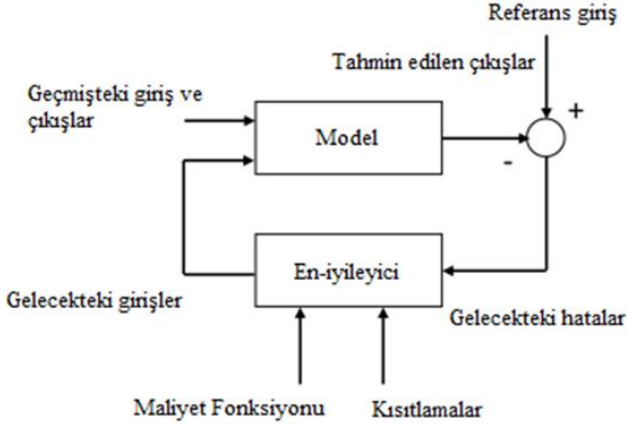 Referans giriş
Tahmin edilen çıkışlar
+
Geçmişteki giriş ve
çıkışlar
Model
-
En-iyileyici
Gelecekteki girişler
Gelecekteki hatalar
Maliyet Fonksiyonu
Kısıtlamalar